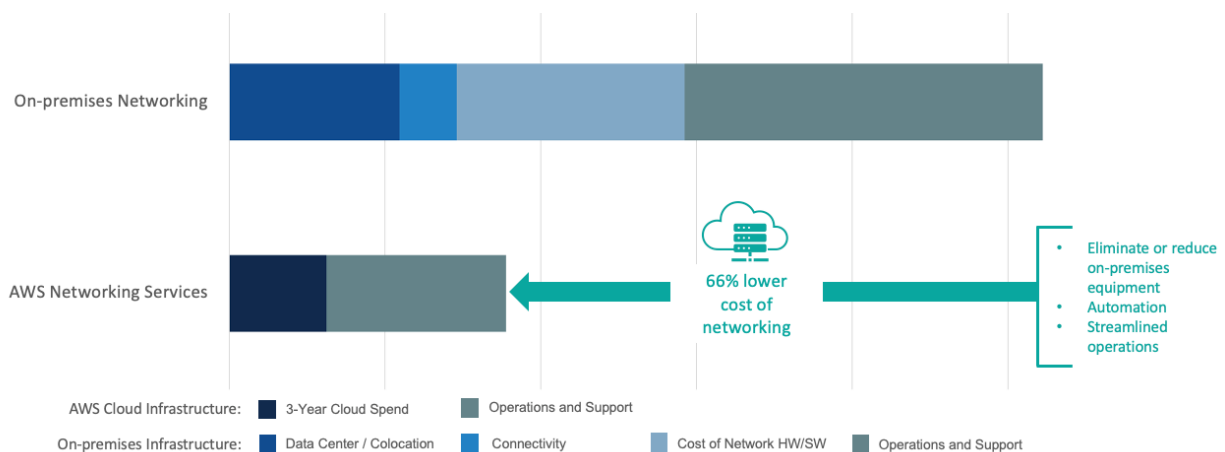 On-premises Networking
AWS Networking Services
66% lower
cost of
networking
• Eliminate or reduce
on-premises
equipment
• Automation
• Streamlined
operations
AWS Cloud Infrastructure: 3-Year Cloud Spend Operations and Support
On-premises Infrastructure: Data Center / Colocation Connectivity Cost of Network HW/SW Operations and Support